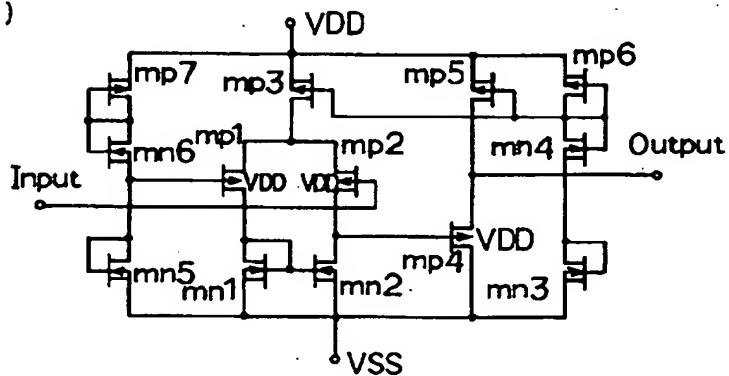 )
VDD
mp7
mp3
mp5
mp6
mp1
mp2
mn6
mn4
Output
Input
VDD
VDD
mp4
VDD
mn5
mn1
mn2
mn3
VSS